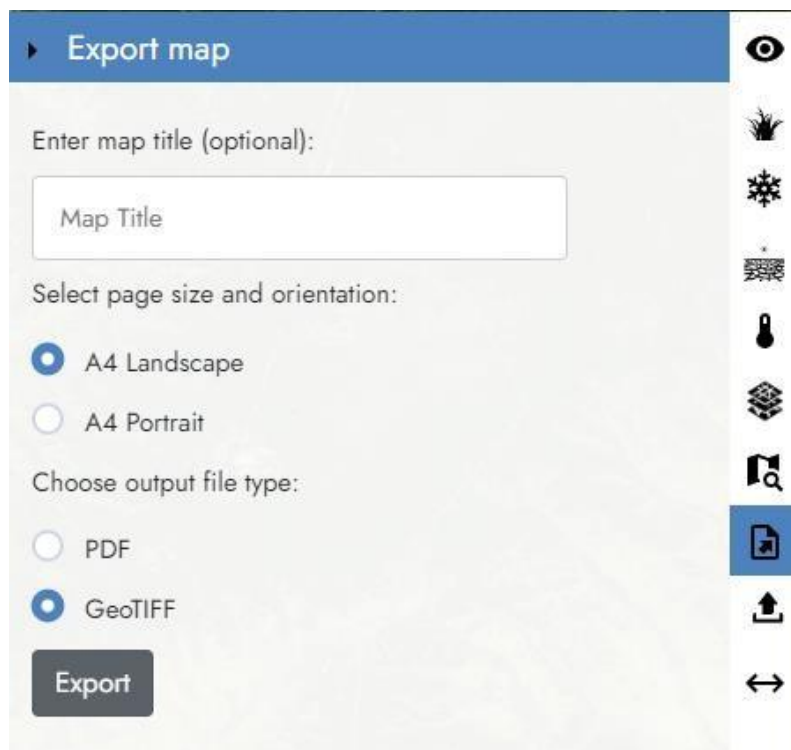 Export map
Enter map title (optional):
Map Title
Select page size and orientation:
A4 Landscape
A4 Portrait
Choose output file type:
PDF
GeoTIFF
Export